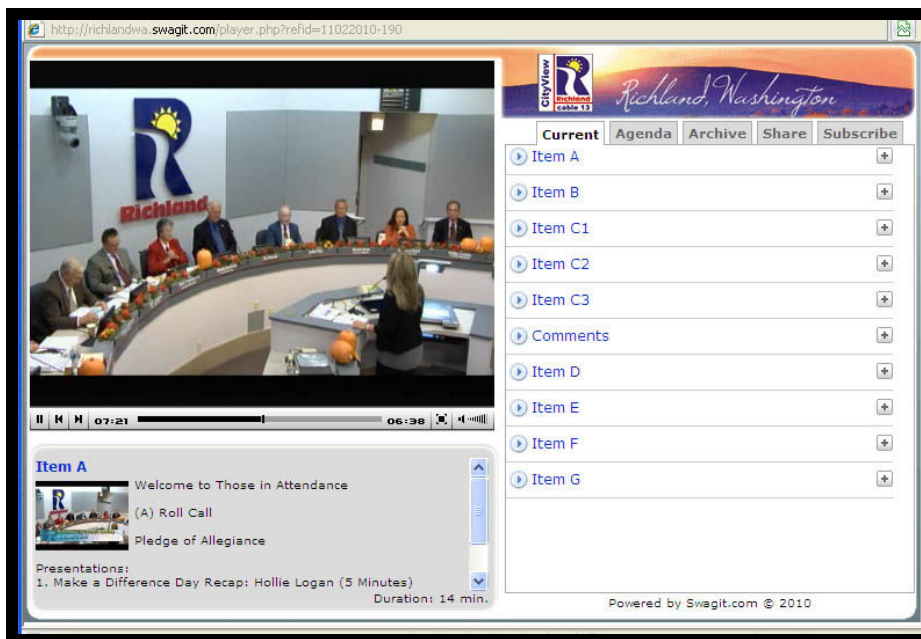 http://richlandwa.swagit.com/player.php?refid=11022010-190
Richland
07:21
06:38
Item A
Welcome to Those in Attendance
(A) Roll Call
Pledge of Allegiance
Presentations:
1. Make a Difference Day Recap: Hollie Logan (5 Minutes)
Duration: 14 min.
CityView
Richland
cable 13
Richland, Washington
Current Agenda Archive Share Subscribe
Item A
Item B
Item C1
Item C2
Item C3
Comments
Item D
Item E
Item F
Item G
Powered by Swagit.com © 2010